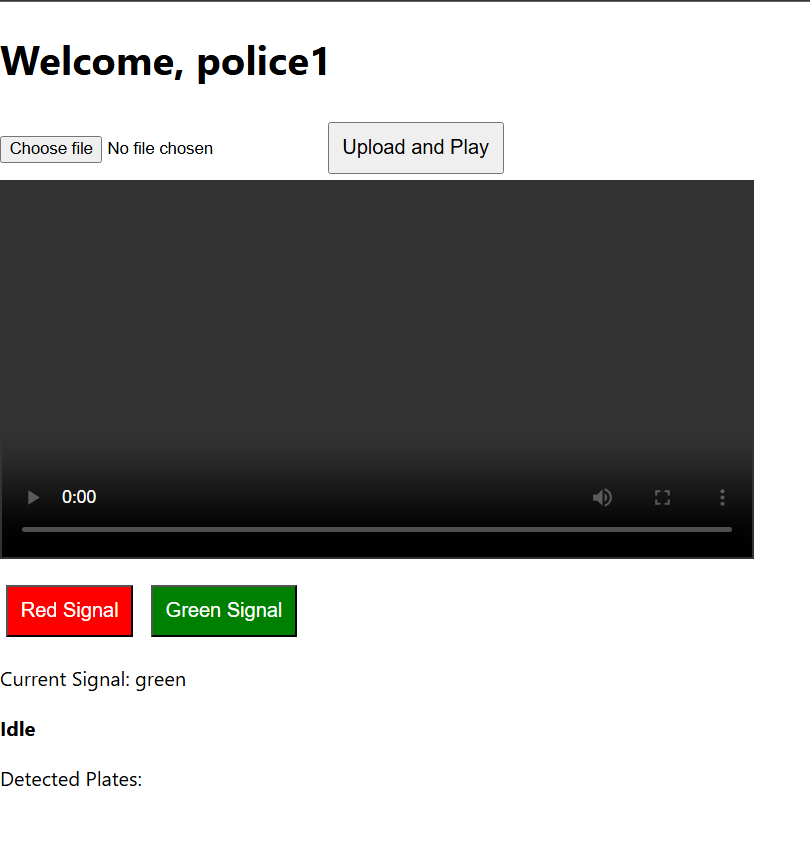 Welcome, police1
Choose file No file chosen Upload and Play
0:00
Red Signal Green Signal
Current Signal: green
Idle
Detected Plates: